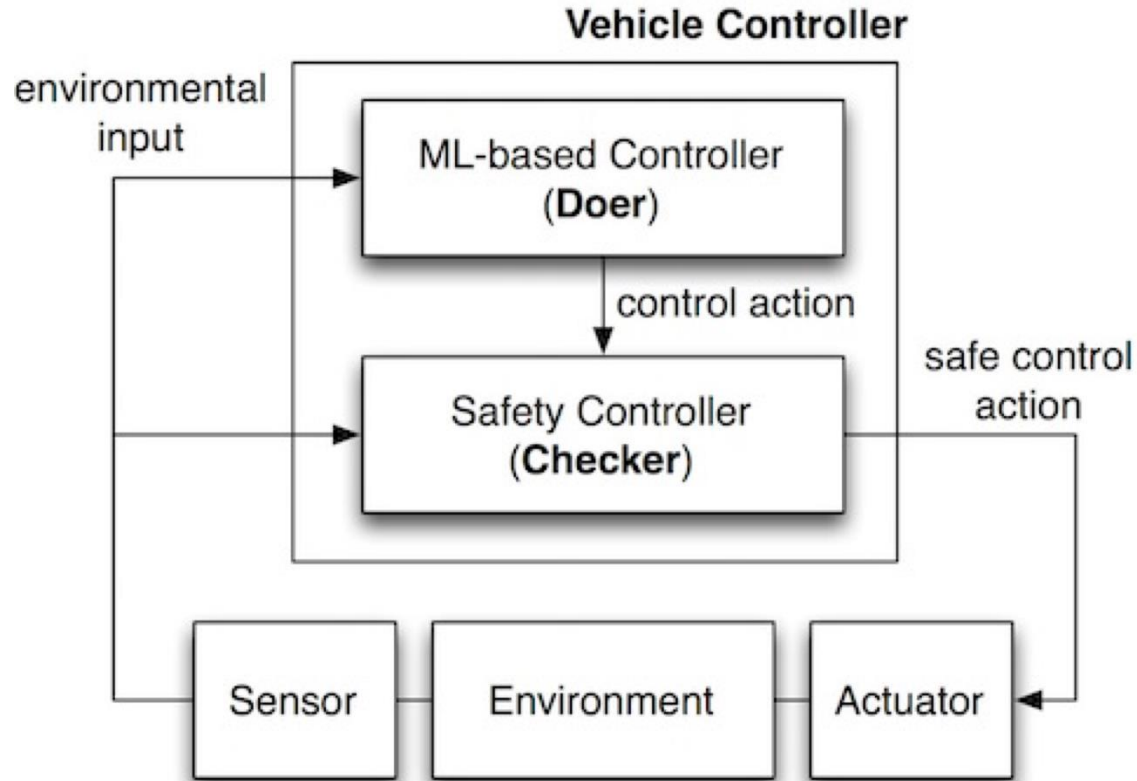 Vehicle Controller
environmental
input
ML-based Controller
(Doer)
control action
safe control
action
Safety Controller
(Checker)
Sensor
Environment
Actuator